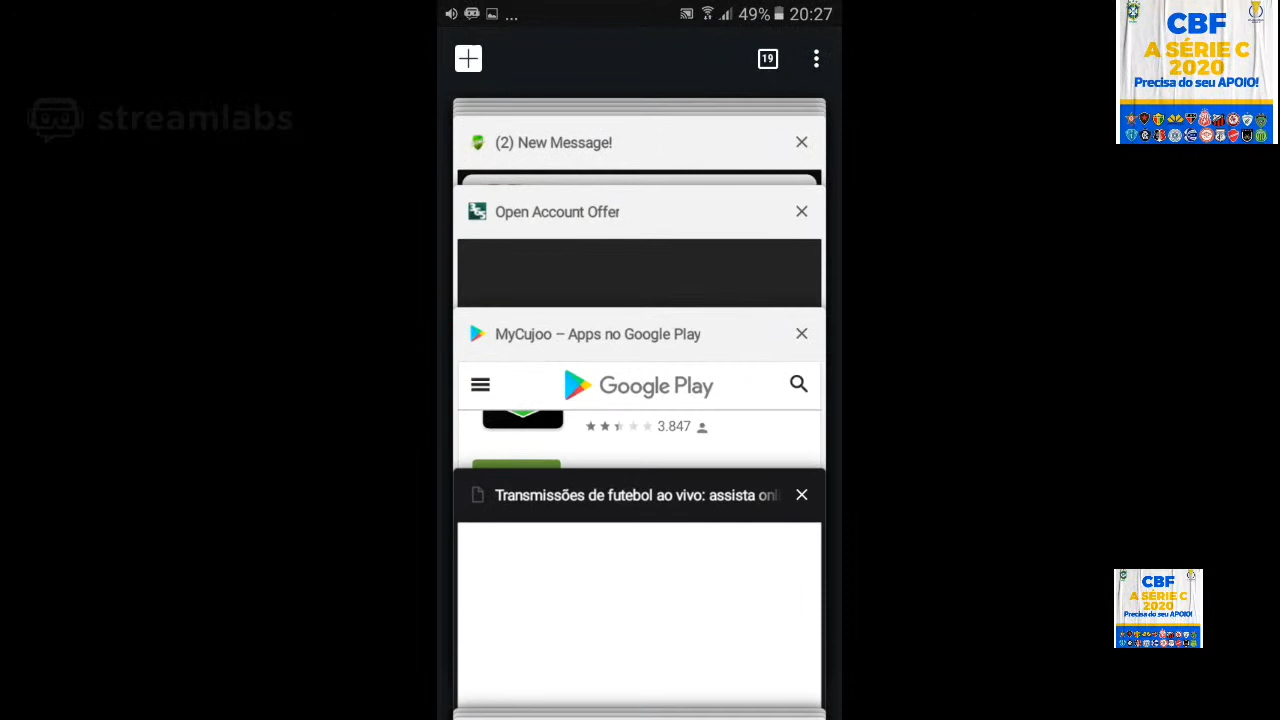 ...
49%
20:27
19
streamlabs
(2) New Message!
Open Account Offer
MyCujoo – Apps no Google Play
Google Play
3.847
Transmissões de futebol ao vivo: assista onl
CBF
A SÉRIE C
2020
Precisa do seu APOIO!
CBF
A SÉRIE C
2020
Precisa do seu APOIO!